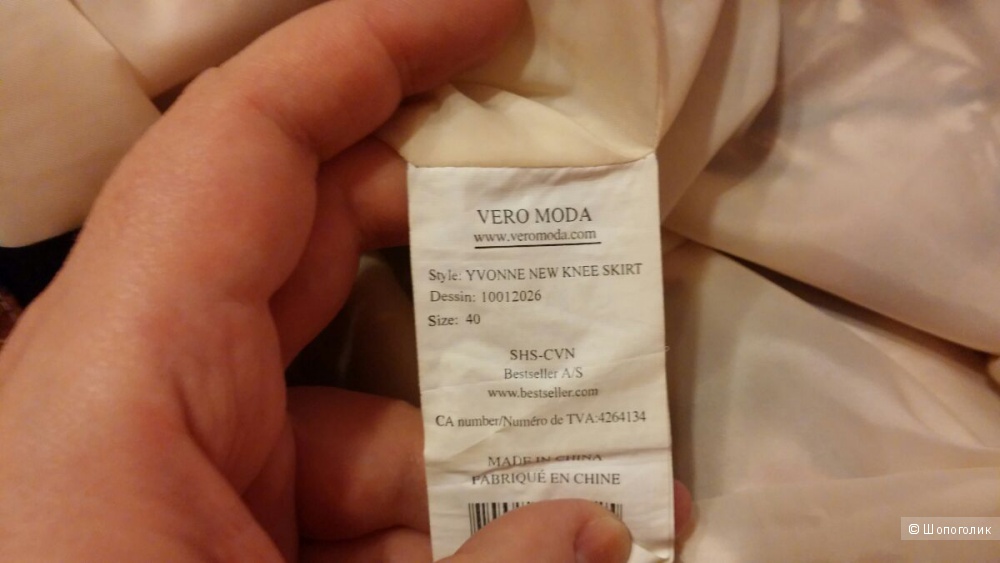 VERO MODA
www.veromoda.com
Style: YVONNE NEW KNEE SKIRT
Dessin: 10012026
Size: 40
SHS-CVN
Bestseller A/S
www.bestseller.com
CA number/Numéro de TVA:4264134
MADE IN CHINA
FABRIQUÉ EN CHINE
© Шопоголик